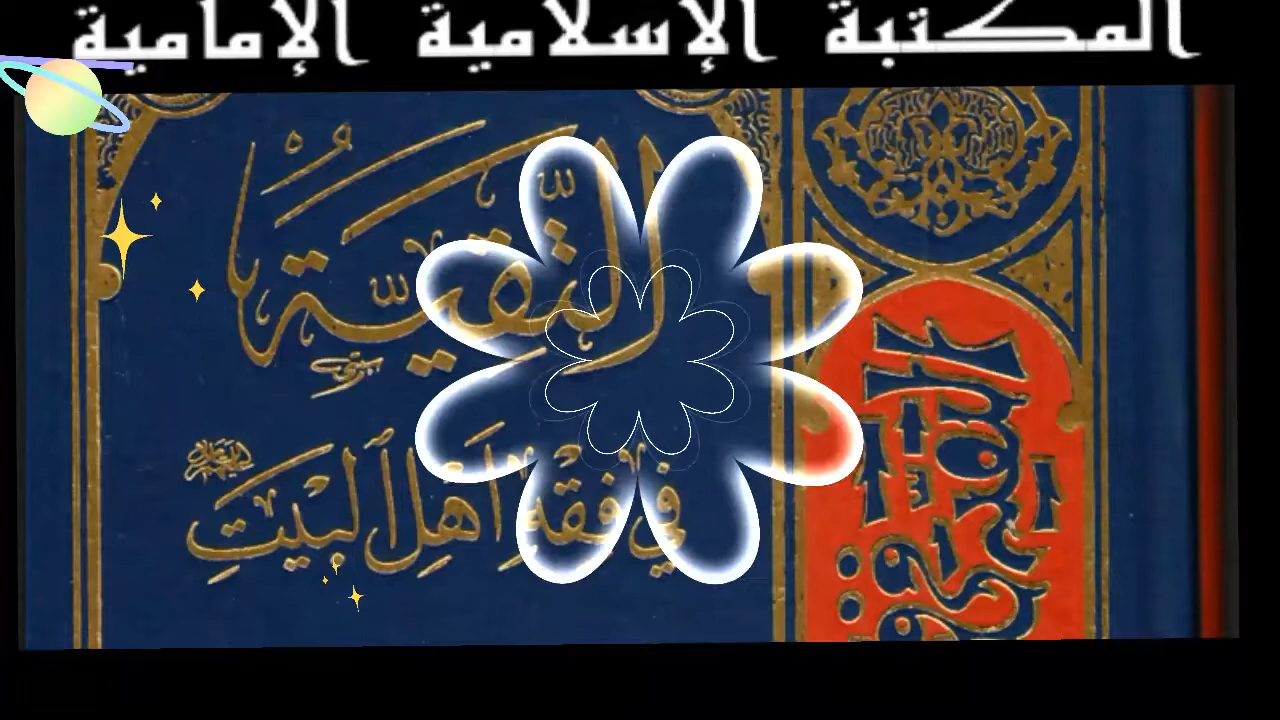 المكتبة الإسلامية الإمامية
التقية
في فقه أهل البيت